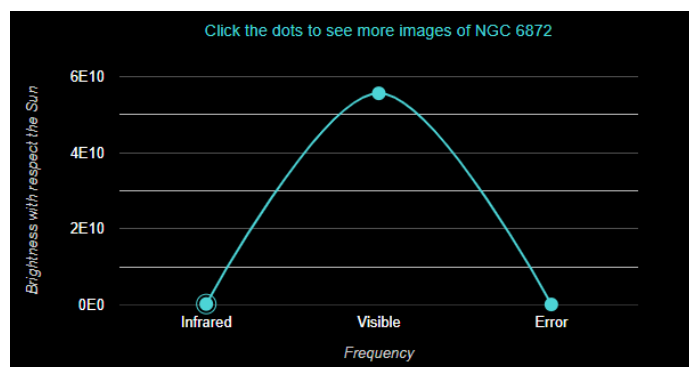 Click the dots to see more images of NGC 6872
Brightness with respect the Sun
6E10
4E10
2E10
0E0
Infrared Visible Error
Frequency